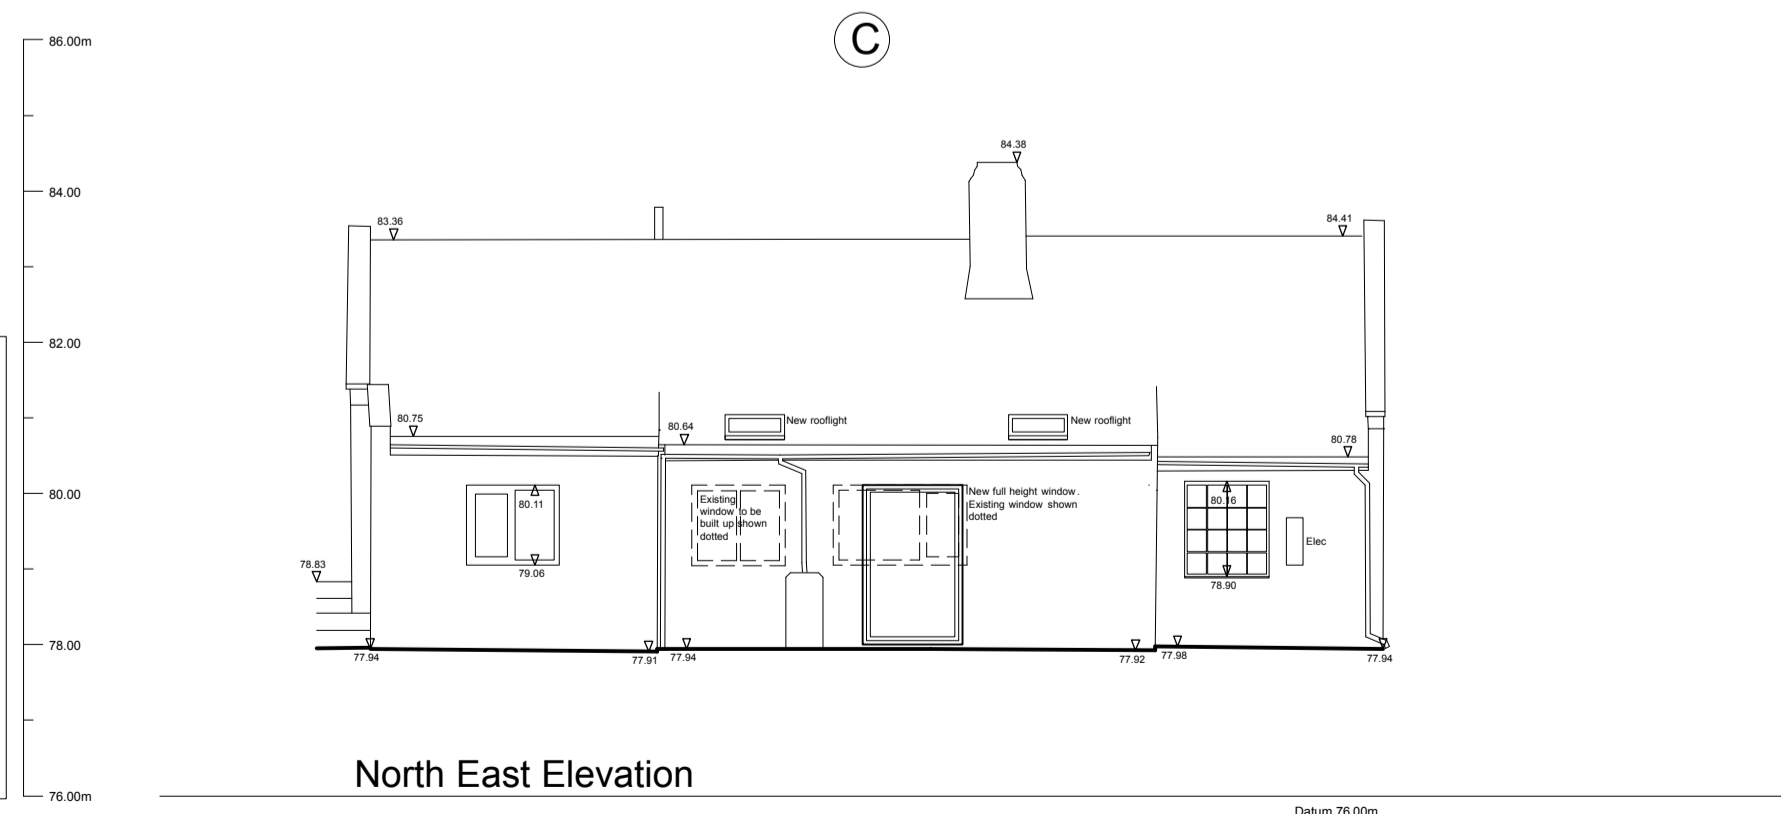 C
86.00m
84.38
84.00
83.36
84.41
82.00
80.75
80.64
New rooflight
New rooflight
80.78
80.00
80.11
Existing
window to be
built up shown
dotted
New full height window.
Existing window shown
dotted
80.16
Elec
79.06
78.90
78.83
78.00
77.94
77.91
77.94
77.92
77.98
77.94
North East Elevation
76.00m
Datum 76.00m